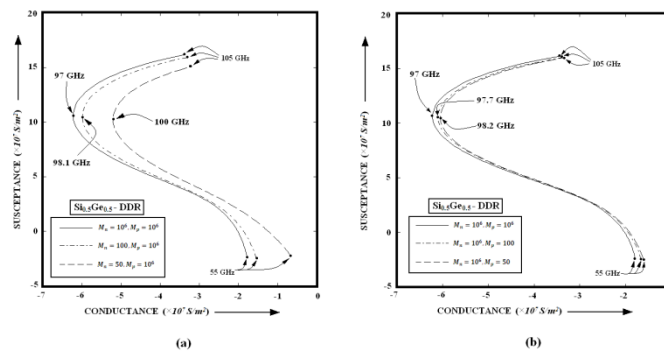 (a)
SUSCEPTANCE (×10⁷ S/m²)
20
15
10
5
0
-5
-7
-6
-5
-4
-3
-2
-1
0
CONDUCTANCE (×10⁷ S/m²)
97 GHz
105 GHz
100 GHz
98.1 GHz
55 GHz
Si₀.₅Ge₀.₅ - DDR
Mₙ = 10⁶, Mₚ = 10⁶
Mₙ = 100, Mₚ = 10⁶
Mₙ = 50, Mₚ = 10⁶
(a)
(b)
SUSCEPTANCE (×10⁷ S/m²)
20
15
10
5
0
-5
-7
-6
-5
-4
-3
-2
-1
CONDUCTANCE (×10⁷ S/m²)
97 GHz
105 GHz
97.7 GHz
98.2 GHz
55 GHz
Si₀.₅Ge₀.₅ - DDR
Mₙ = 10⁶, Mₚ = 10⁶
Mₙ = 10⁶, Mₚ = 100
Mₙ = 10⁶, Mₚ = 50
(b)